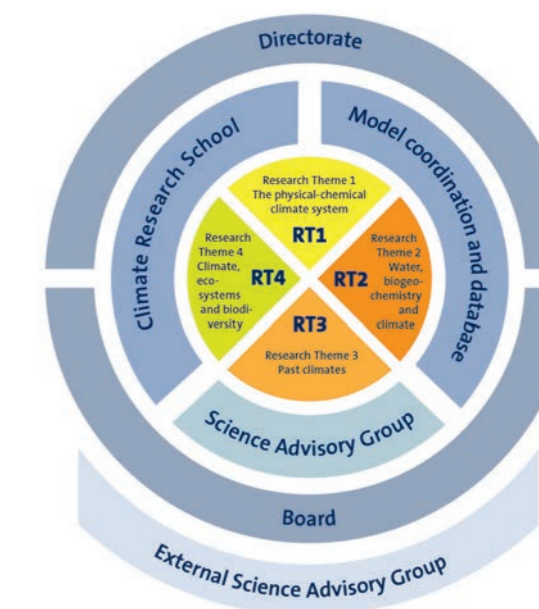 Directorate
Climate Research School
Model coordination and database
Research Theme 1
The physical-chemical
climate system
RT1
Research
Theme 4
Climate,
eco-
systems
and biodi-
versity
RT4
RT2
Research
Theme 2
Water,
biogeo-
chemistry
and
climate
RT3
Research Theme 3
Past climates
Science Advisory Group
Board
External Science Advisory Group